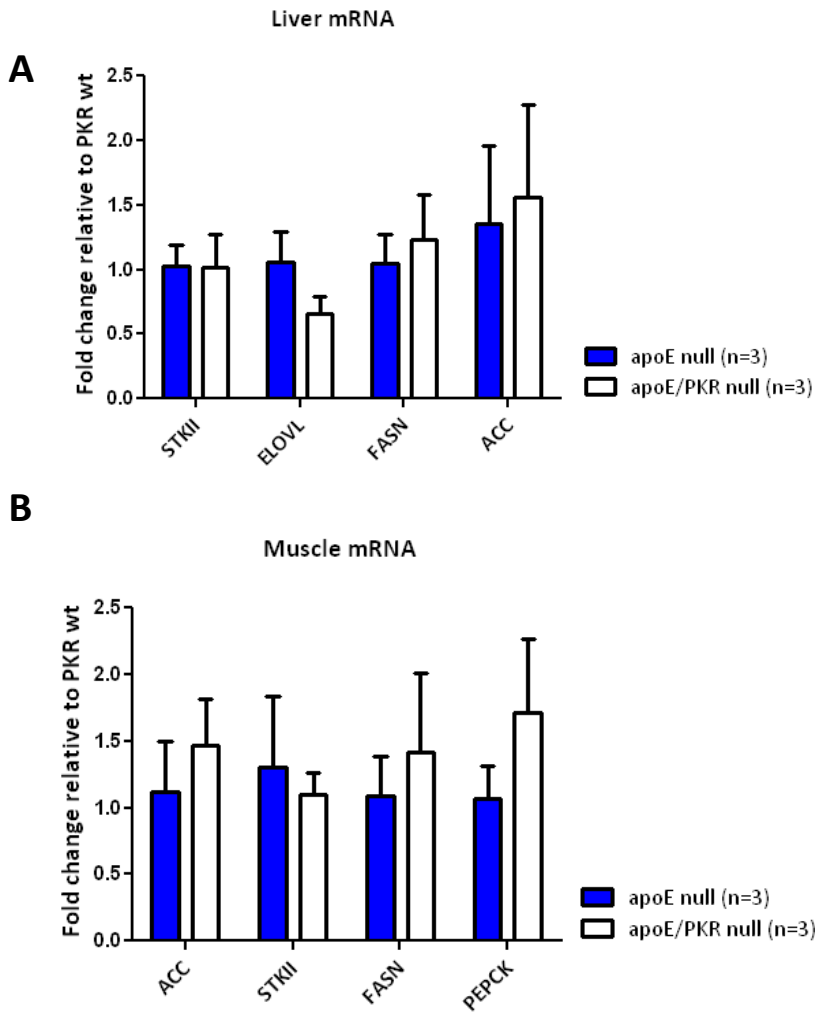 Liver mRNA
A
Fold change relative to PKR wt
2.5
2.0
1.5
1.0
0.5
0.0
STKII
ELOVL
FASN
ACC
apoE null (n=3)
apoE/PKR null (n=3)
B
Muscle mRNA
Fold change relative to PKR wt
2.5
2.0
1.5
1.0
0.5
0.0
ACC
STKII
FASN
PEPCK
apoE null (n=3)
apoE/PKR null (n=3)